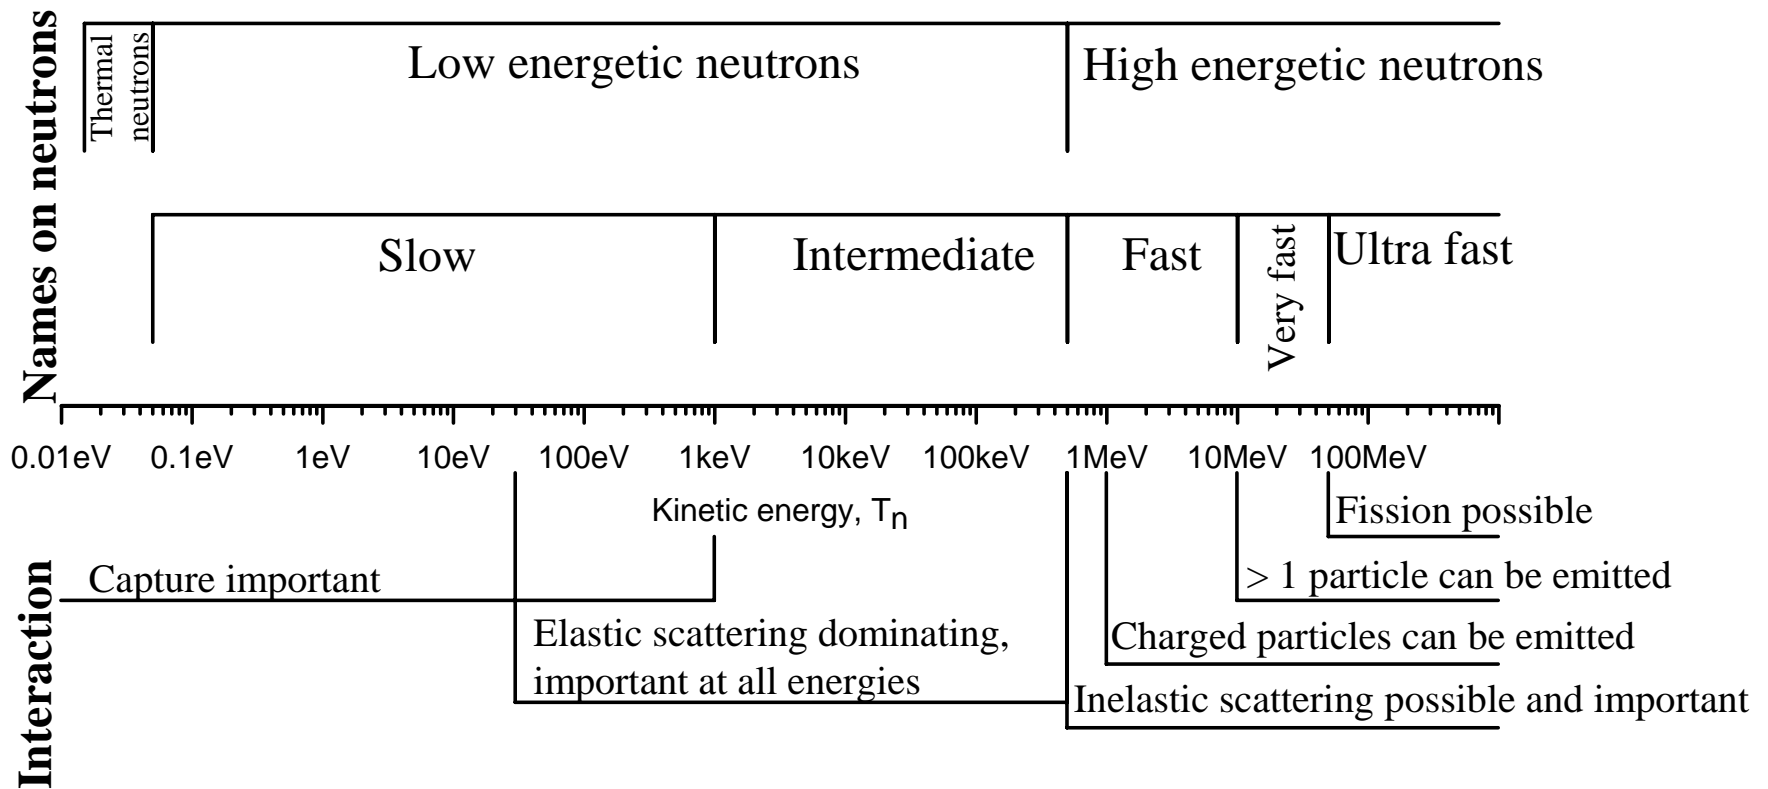 Names on neutrons
Thermal
neutrons
Low energetic neutrons
High energetic neutrons
Slow
Intermediate
Fast
Very fast
Ultra fast
0.01eV 0.1eV 1eV 10eV 100eV 1keV 10keV 100keV 1MeV 10MeV 100MeV
Kinetic energy, Tn
Interaction
Capture important
Elastic scattering dominating,
important at all energies
Fission possible
> 1 particle can be emitted
Charged particles can be emitted
Inelastic scattering possible and important